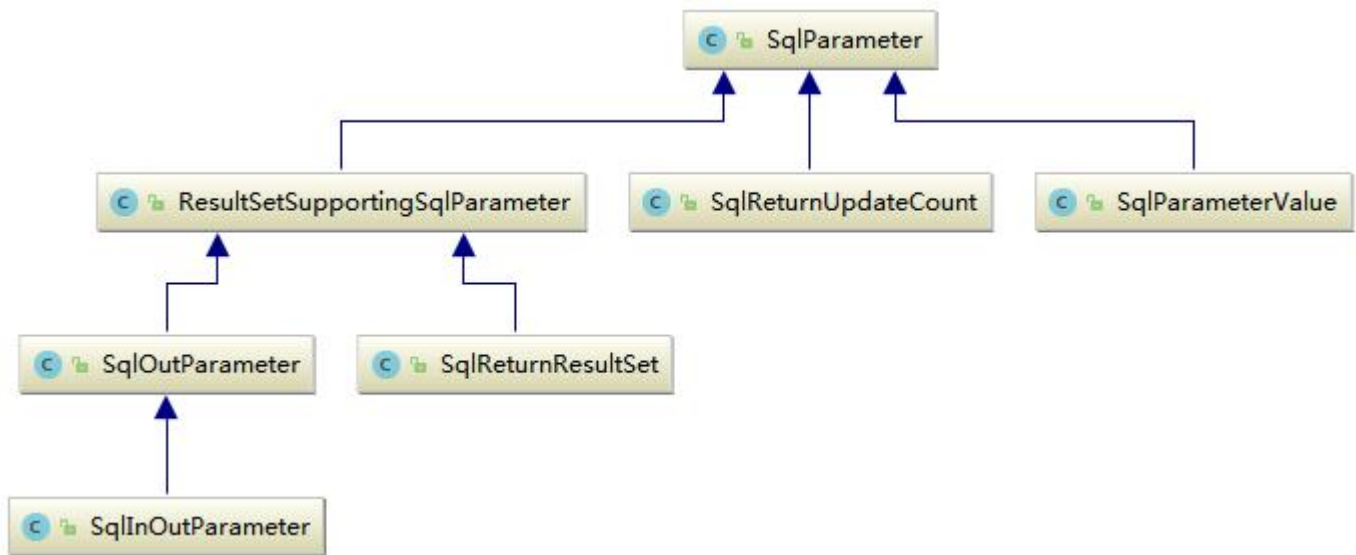 C SqlParameter
C ResultSetSupportingSqlParameter
C SqlReturnUpdateCount
C SqlParameterValue
C SqlOutParameter
C SqlReturnResultSet
C SqlInOutParameter